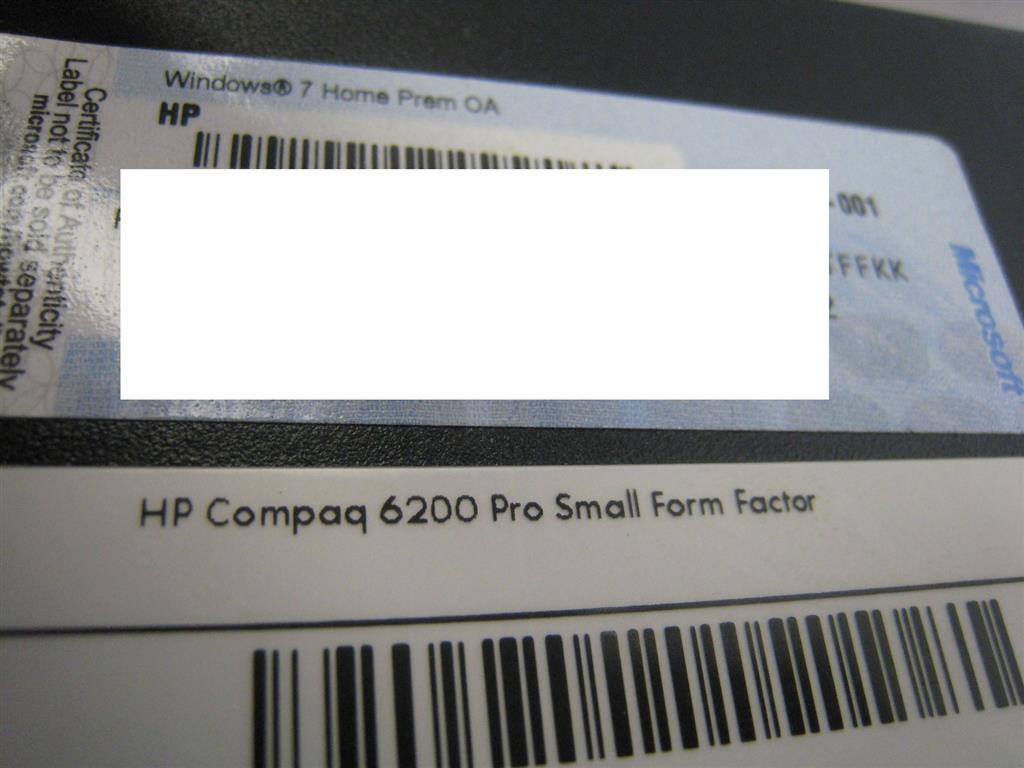 Windows® 7 Home Prem OA
HP
-001
FFKK
Certificate of Authenticity
Label not to be sold separately
Microsoft
HP Compaq 6200 Pro Small Form Factor